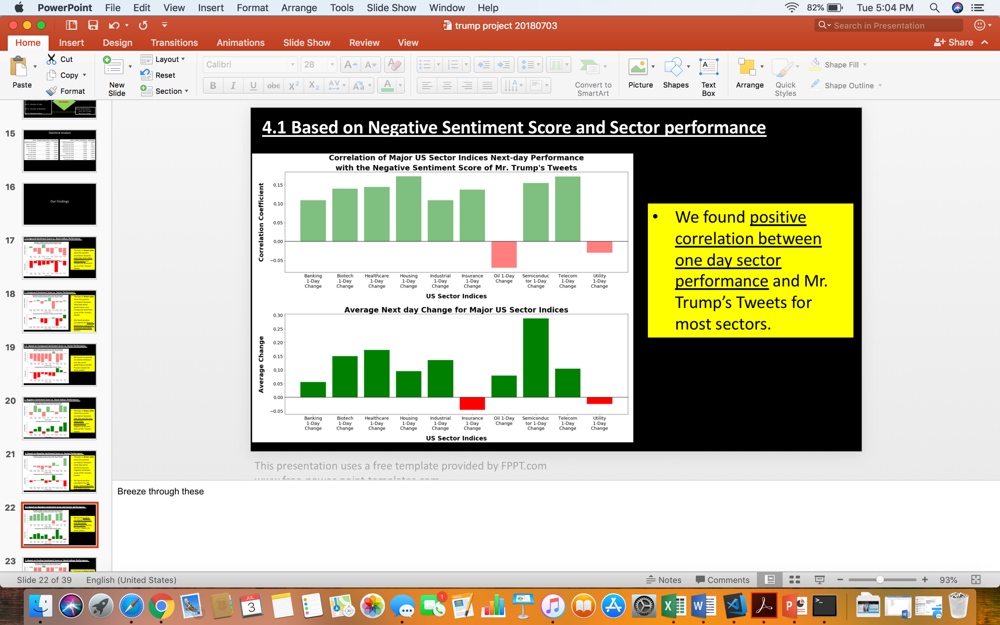 PowerPoint File Edit View Insert Format Arrange Tools Slide Show Window Help 82% Tue 5:04 PM
trump project 20180703
Search in Presentation
Home Insert Design Transitions Animations Slide Show Review View Share
Paste
Cut
Copy
Format
New
Slide
Layout
Reset
Section
Calibri 28
Convert to
SmartArt
Picture
Shapes
Text
Box
Arrange
Quick
Styles
Shape Fill
Shape Outline
15
Statistical Analysis
16
Our Findings
17
18
19
20
21
22
23
4.1 Based on Negative Sentiment Score and Sector performance
Correlation of Major US Sector Indices Next-day Performance
with the Negative Sentiment Score of Mr. Trump's Tweets
Correlation Coefficient
0.15
0.10
0.05
0.00
−0.05
Banking
1-Day
Change
Biotech
1-Day
Change
Healthcare
1-Day
Change
Housing
1-Day
Change
Industrial
1-Day
Change
Insurance
1-Day
Change
Oil 1-Day
Change
Semiconduc
tor 1-Day
Change
Telecom
1-Day
Change
Utility
1-Day
Change
US Sector Indices
Average Next day Change for Major US Sector Indices
Average Change
0.30
0.25
0.20
0.15
0.10
0.05
0.00
−0.05
Banking
1-Day
Change
Biotech
1-Day
Change
Healthcare
1-Day
Change
Housing
1-Day
Change
Industrial
1-Day
Change
Insurance
1-Day
Change
Oil 1-Day
Change
Semiconduc
tor 1-Day
Change
Telecom
1-Day
Change
Utility
1-Day
Change
US Sector Indices
• We found positive
correlation between
one day sector
performance and Mr.
Trump’s Tweets for
most sectors.
This presentation uses a free template provided by FPPT.com
www.free-power-point-templates.com
Breeze through these
Slide 22 of 39 English (United States) Notes Comments 93%
JUL
3
1